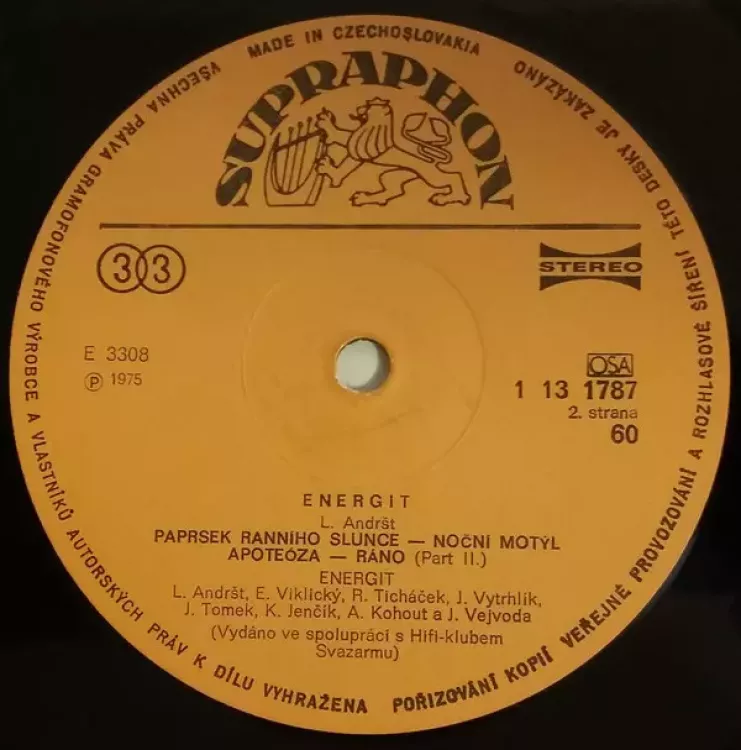 MADE IN CZECHOSLOVAKIA
SUPRAPHON
33
STEREO
E 3308
℗ 1975
OSA
1 13 1787
2. strana
60
ENERGIT
L. Andršt
PAPRSEK RANNÍHO SLUNCE — NOČNÍ MOTÝL
APOTEÓZA — RÁNO (Part II.)
ENERGIT
L. Andršt, E. Viklický, R. Ticháček, J. Vytrhlík,
J. Tomek, K. Jenčík, A. Kohout a J. Vejvoda
(Vydáno ve spolupráci s Hifi-klubem
Svazarmu)
VŠECHNA PRÁVA GRAMOFONOVÉHO VÝROBCE A VLASTNÍKŮ AUTORSKÝCH PRÁV K DÍLU VYHRAŽENA
POŘIZOVÁNÍ KOPIÍ VEŘEJNÉ PROVOZOVÁNÍ A ROZHLASOVÉ ŠÍŘENÍ TÉTO DESKY JE ZAKÁZÁNO